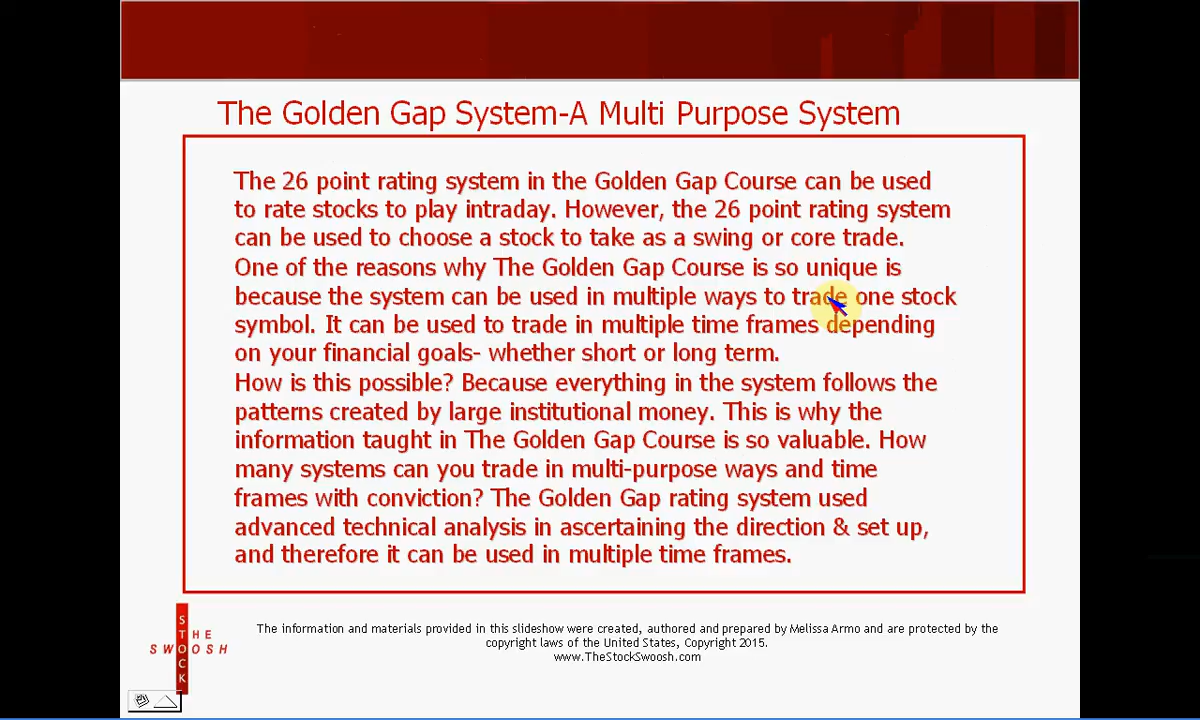 The Golden Gap System-A Multi Purpose System
The 26 point rating system in the Golden Gap Course can be used
to rate stocks to play intraday. However, the 26 point rating system
can be used to choose a stock to take as a swing or core trade.
One of the reasons why The Golden Gap Course is so unique is
because the system can be used in multiple ways to trade one stock
symbol. It can be used to trade in multiple time frames depending
on your financial goals- whether short or long term.
How is this possible? Because everything in the system follows the
patterns created by large institutional money. This is why the
information taught in The Golden Gap Course is so valuable. How
many systems can you trade in multi-purpose ways and time
frames with conviction? The Golden Gap rating system used
advanced technical analysis in ascertaining the direction & set up,
and therefore it can be used in multiple time frames.
THE
STOCK
SWOOSH
The information and materials provided in this slideshow were created, authored and prepared by Melissa Armo and are protected by the
copyright laws of the United States, Copyright 2015.
www.TheStockSwoosh.com